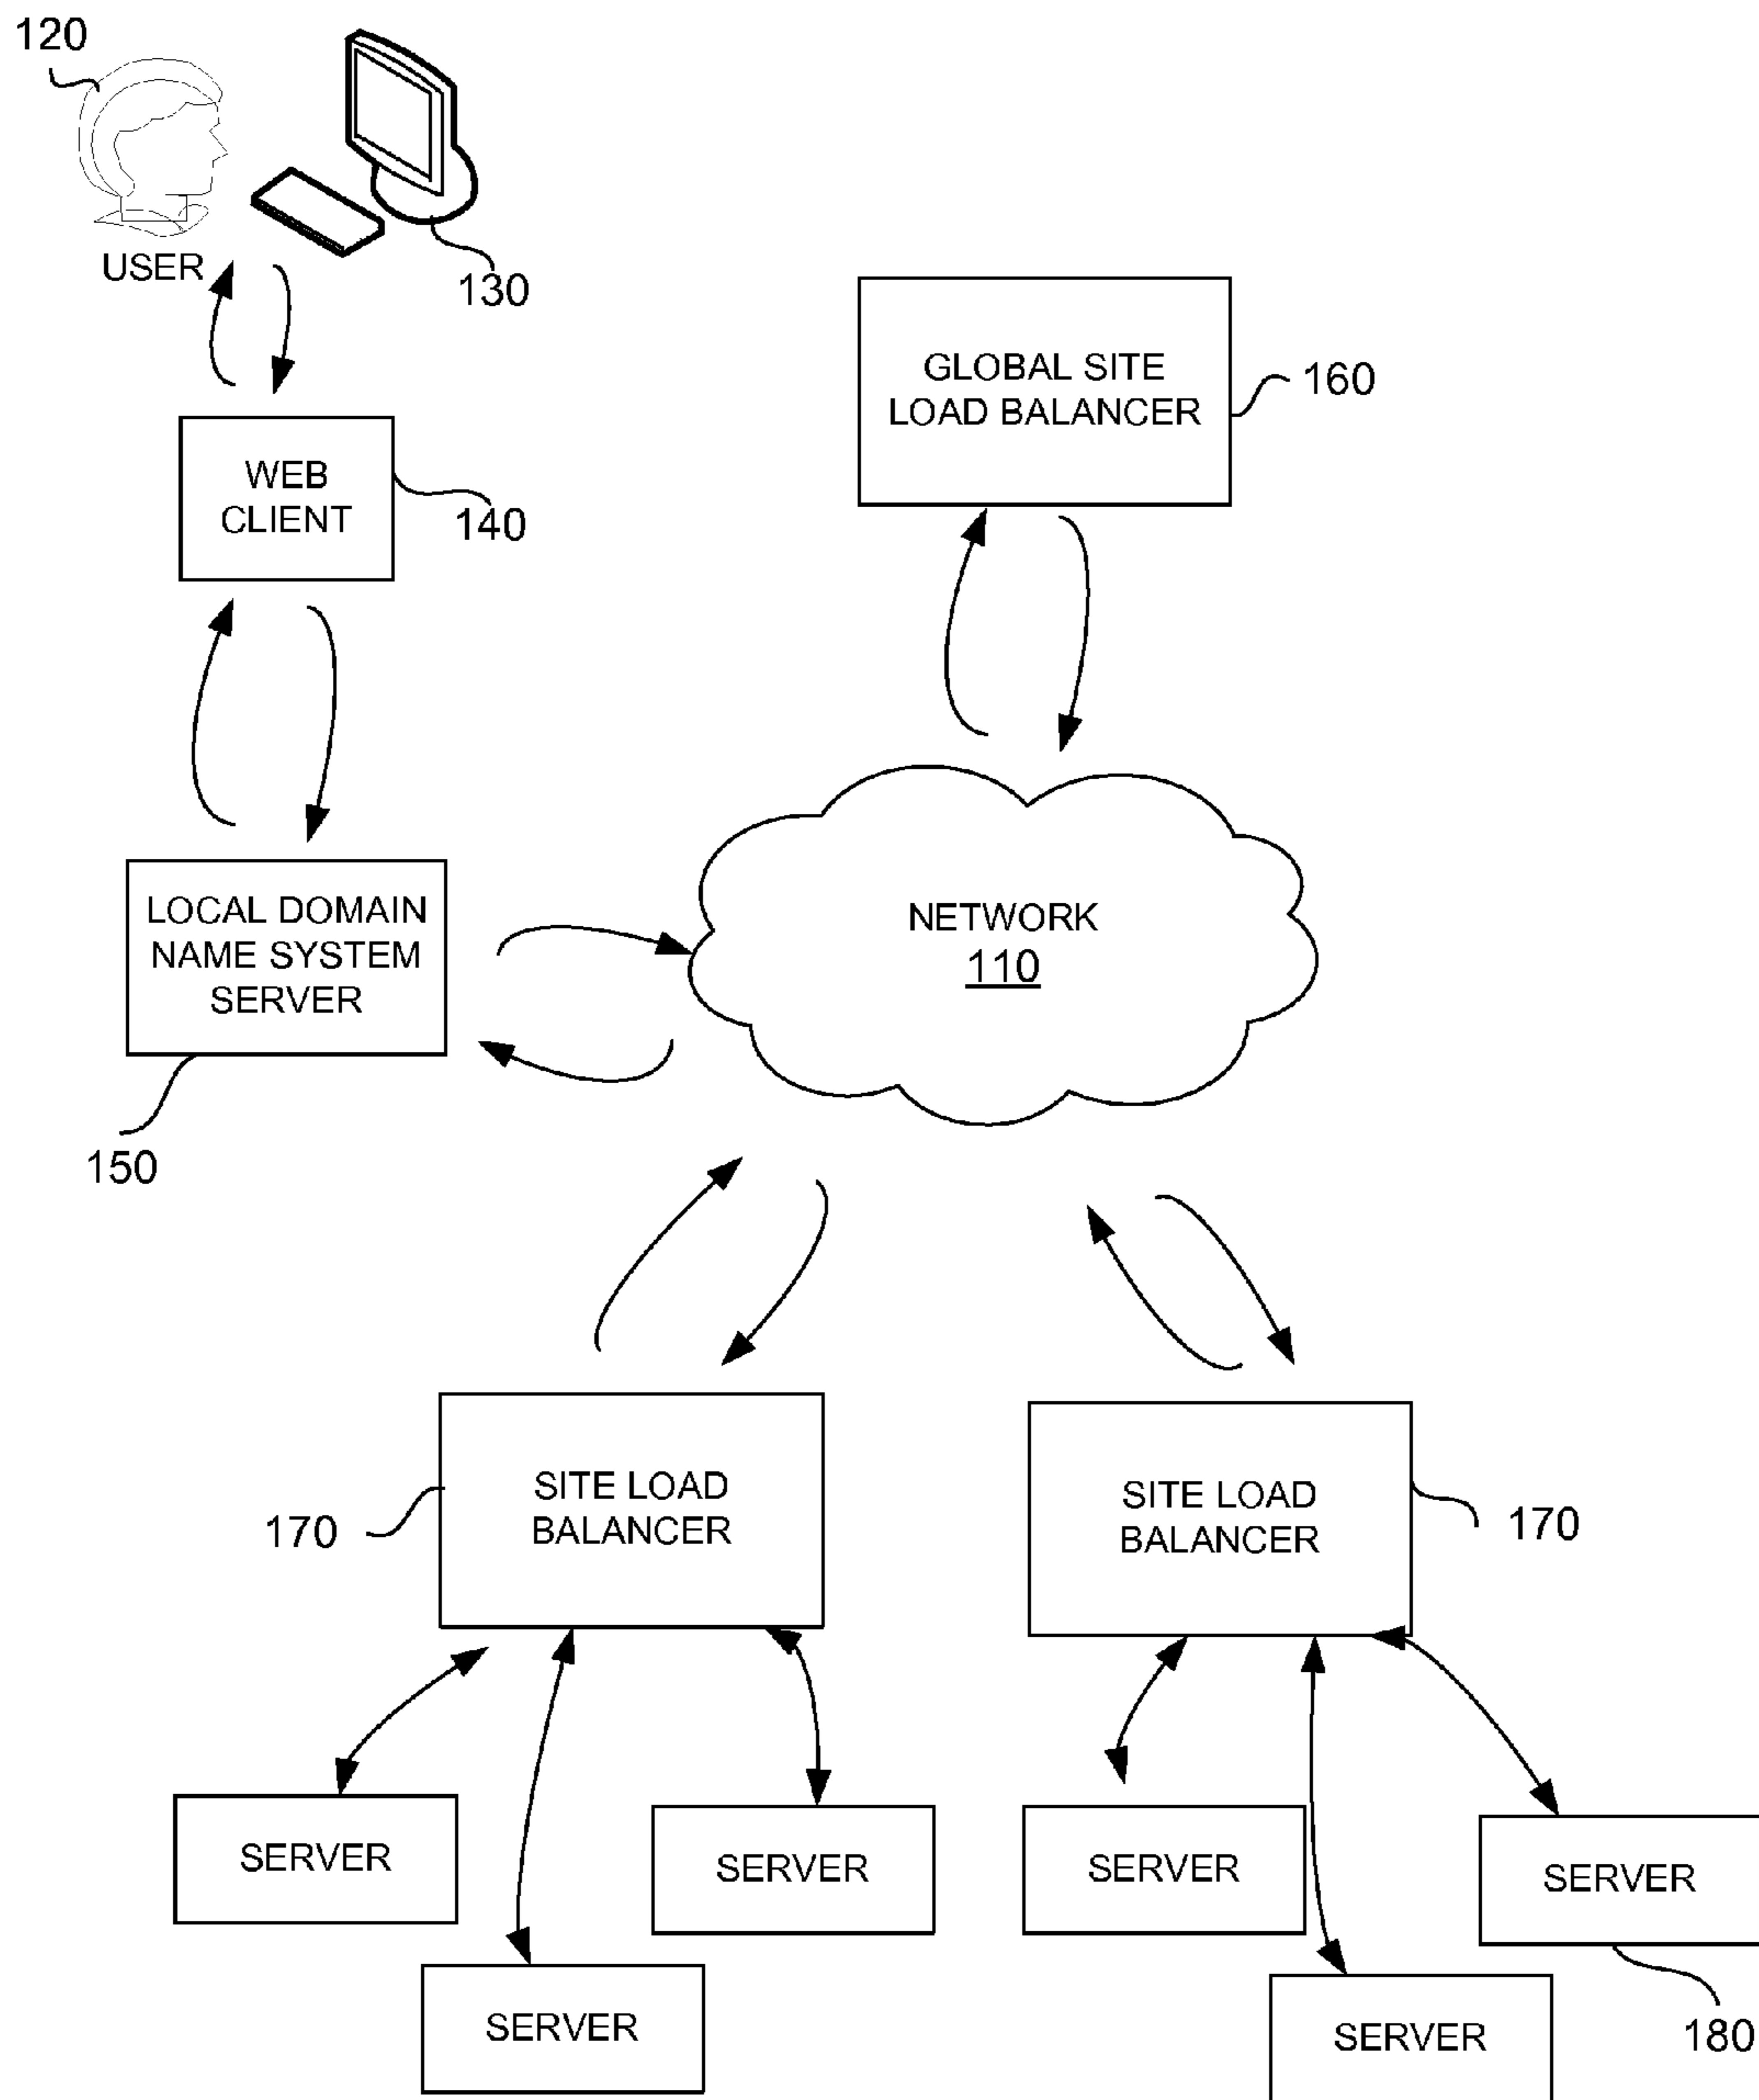 120
USER
130
GLOBAL SITE
LOAD BALANCER
160
WEB
CLIENT
140
LOCAL DOMAIN
NAME SYSTEM
SERVER
150
NETWORK
110
SITE LOAD
BALANCER
170
SITE LOAD
BALANCER
170
SERVER
SERVER
SERVER
SERVER
SERVER
SERVER
180